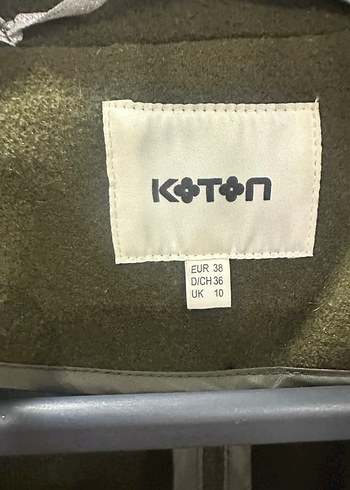 KOTON
EUR 38
D/CH 36
UK 10